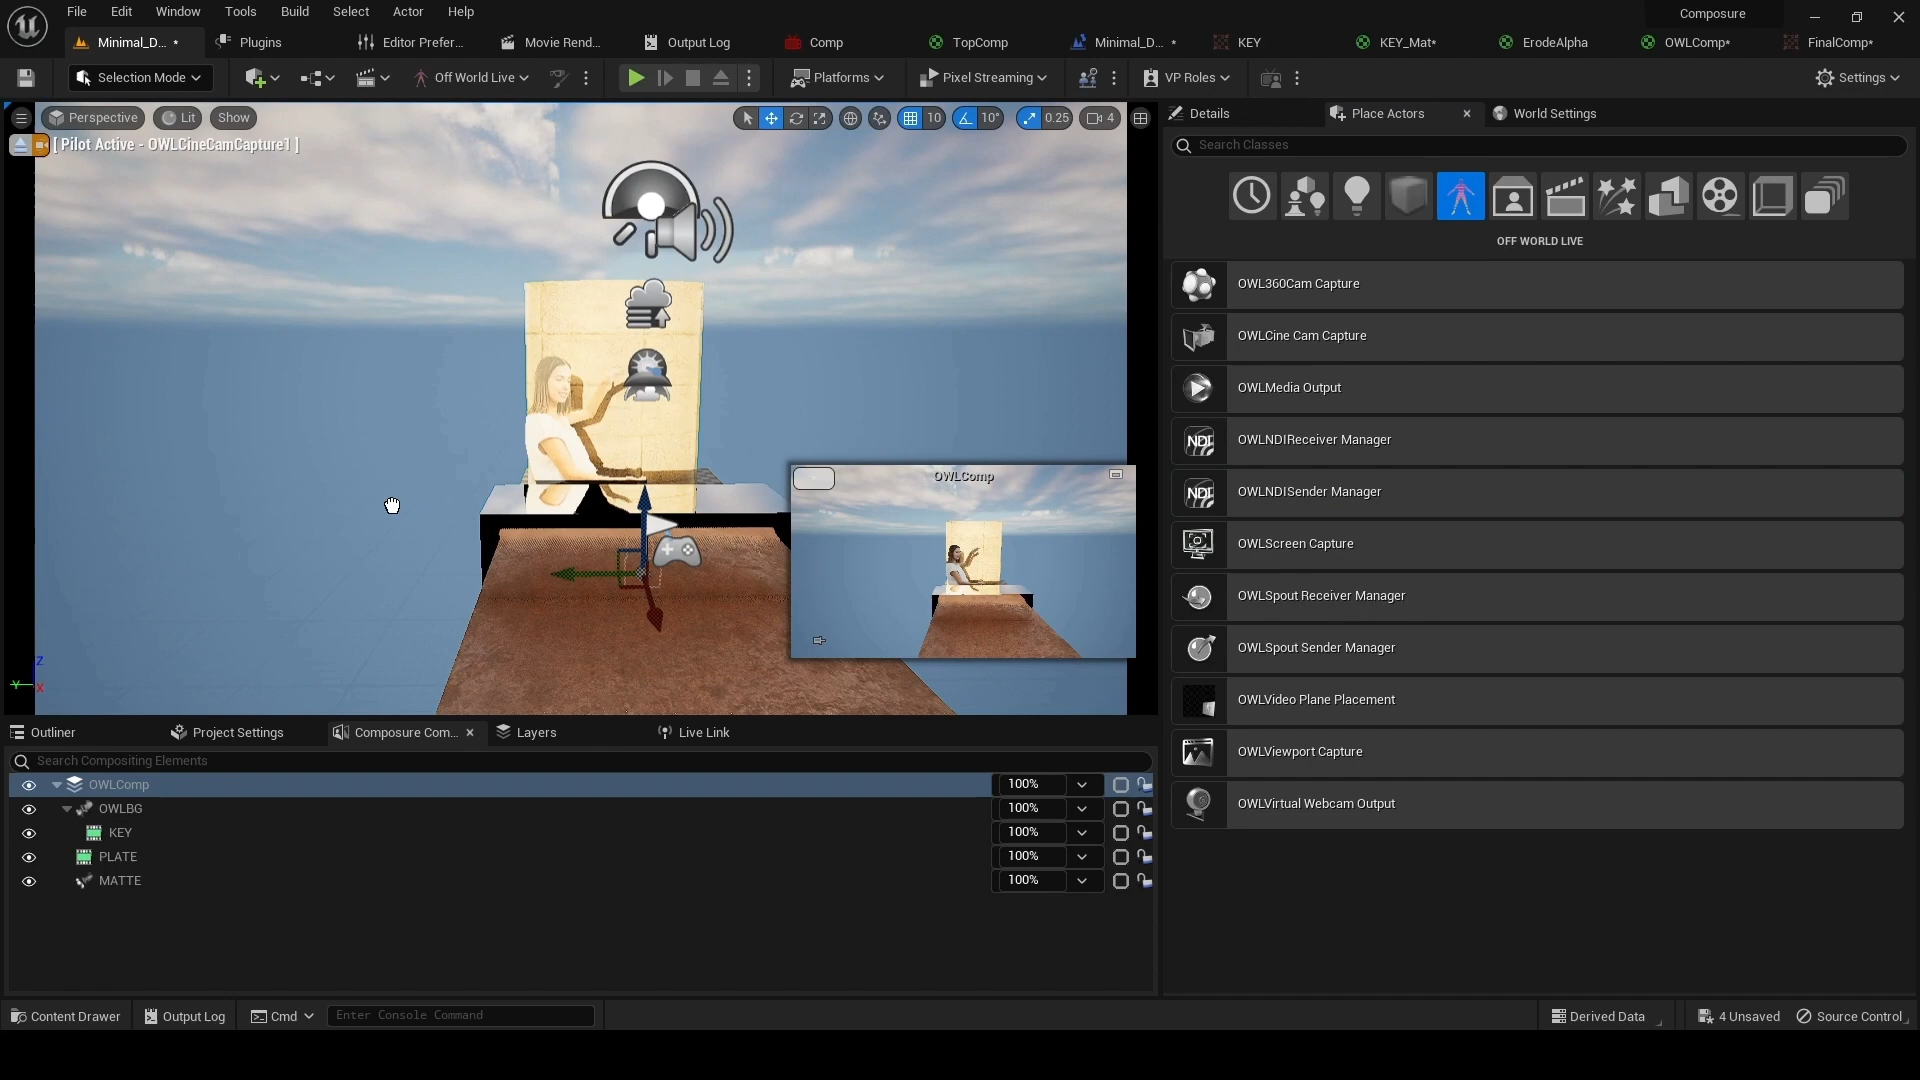 File Edit Window Tools Build Select Actor Help
Composure
Minimal_D... * Plugins Editor Prefer... Movie Rend... Output Log Comp TopComp Minimal_D... * KEY KEY_Mat* ErodeAlpha OWLComp* FinalComp*
Selection Mode Off World Live Platforms Pixel Streaming VP Roles Settings
Perspective Lit Show 10 10° 0.25 4
[ Pilot Active - OWLCineCamCapture1 ]
OWLComp
Z
Y
X
Details Place Actors World Settings
Search Classes
OFF WORLD LIVE
OWL360Cam Capture
OWLCine Cam Capture
OWLMedia Output
NDI OWLNDIReceiver Manager
NDI OWLNDISender Manager
OWLScreen Capture
OWLSpout Receiver Manager
OWLSpout Sender Manager
OWLVideo Plane Placement
OWLViewport Capture
OWLVirtual Webcam Output
Outliner Project Settings Composure Com... Layers Live Link
Search Compositing Elements
OWLComp 100%
OWLBG 100%
KEY 100%
PLATE 100%
MATTE 100%
Content Drawer Output Log Cmd Enter Console Command Derived Data 4 Unsaved Source Control